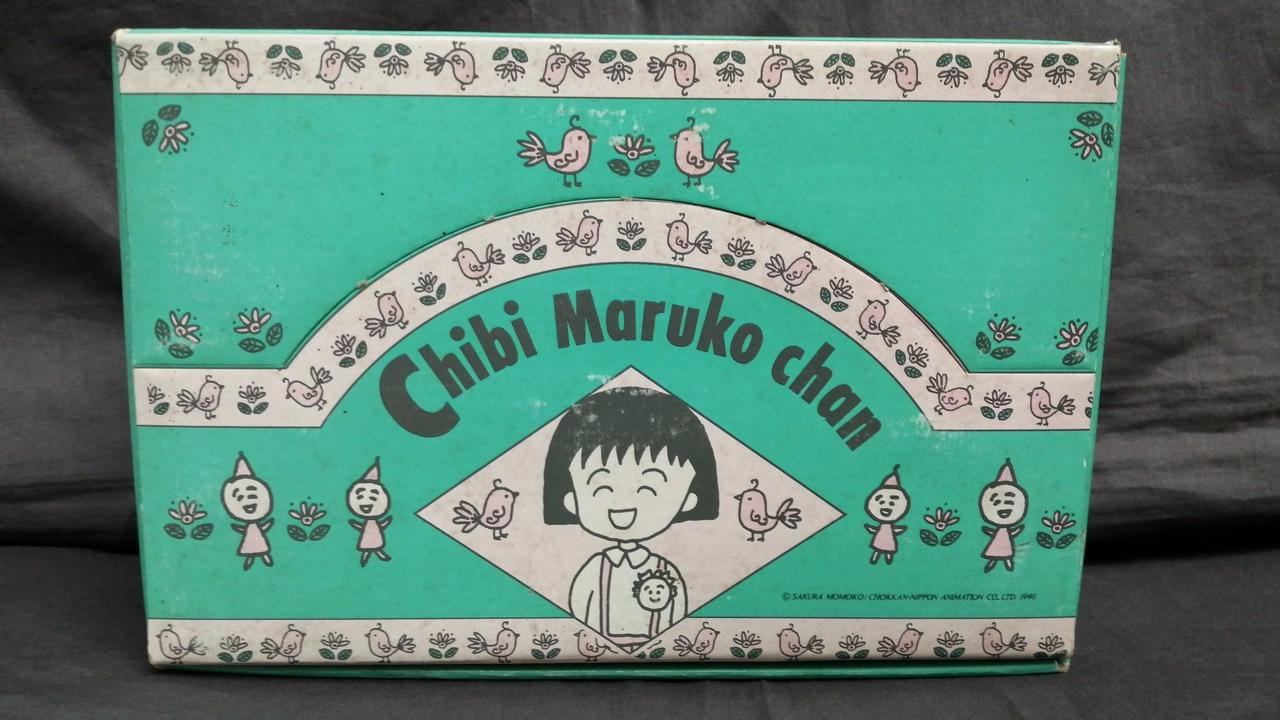 Chibi Maruko chan
© SAKURA MOMOKO / CHOKKAN•NIPPON ANIMATION CO., LTD. 1990